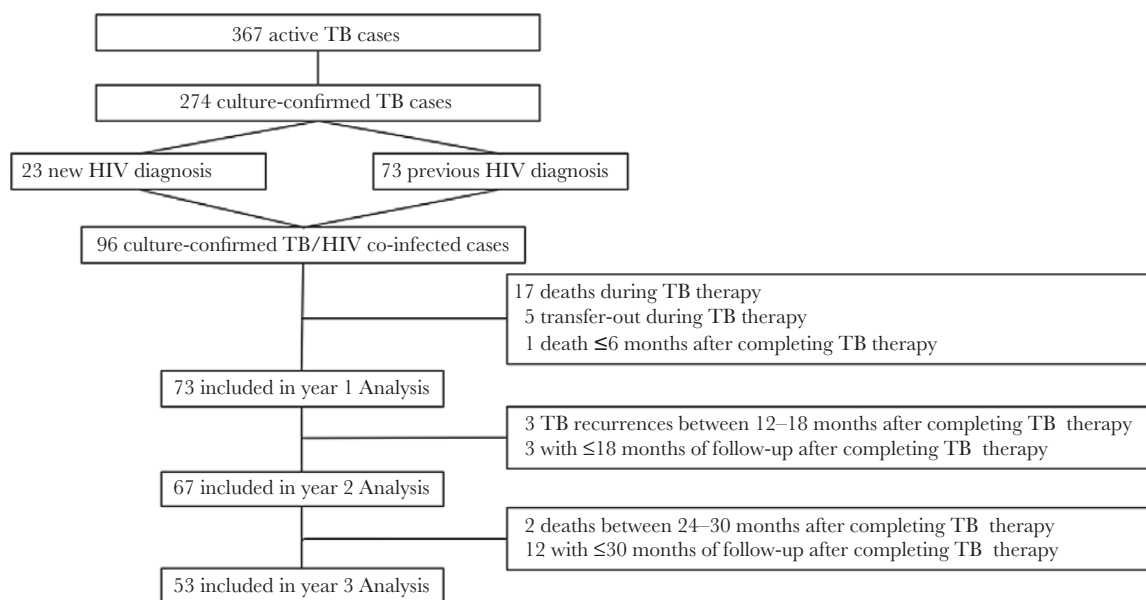 367 active TB cases
274 culture-confirmed TB cases
23 new HIV diagnosis
73 previous HIV diagnosis
96 culture-confirmed TB/HIV co-infected cases
17 deaths during TB therapy
5 transfer-out during TB therapy
1 death ≤6 months after completing TB therapy
73 included in year 1 Analysis
3 TB recurrences between 12–18 months after completing TB therapy
3 with ≤18 months of follow-up after completing TB therapy
67 included in year 2 Analysis
2 deaths between 24–30 months after completing TB therapy
12 with ≤30 months of follow-up after completing TB therapy
53 included in year 3 Analysis